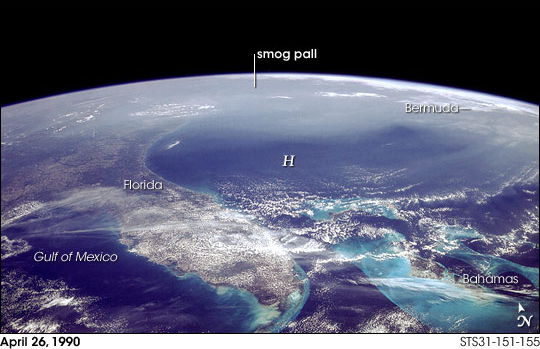 smog pall
Bermuda
H
Florida
Gulf of Mexico
Bahamas
N
April 26, 1990
STS31-151-155